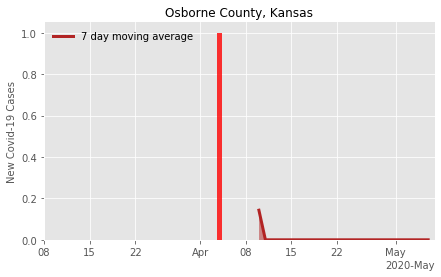 Osborne County, Kansas
7 day moving average
New Covid-19 Cases
1.0
0.8
0.6
0.4
0.2
0.0
08 15 22 Apr 08 15 22 May
2020-May